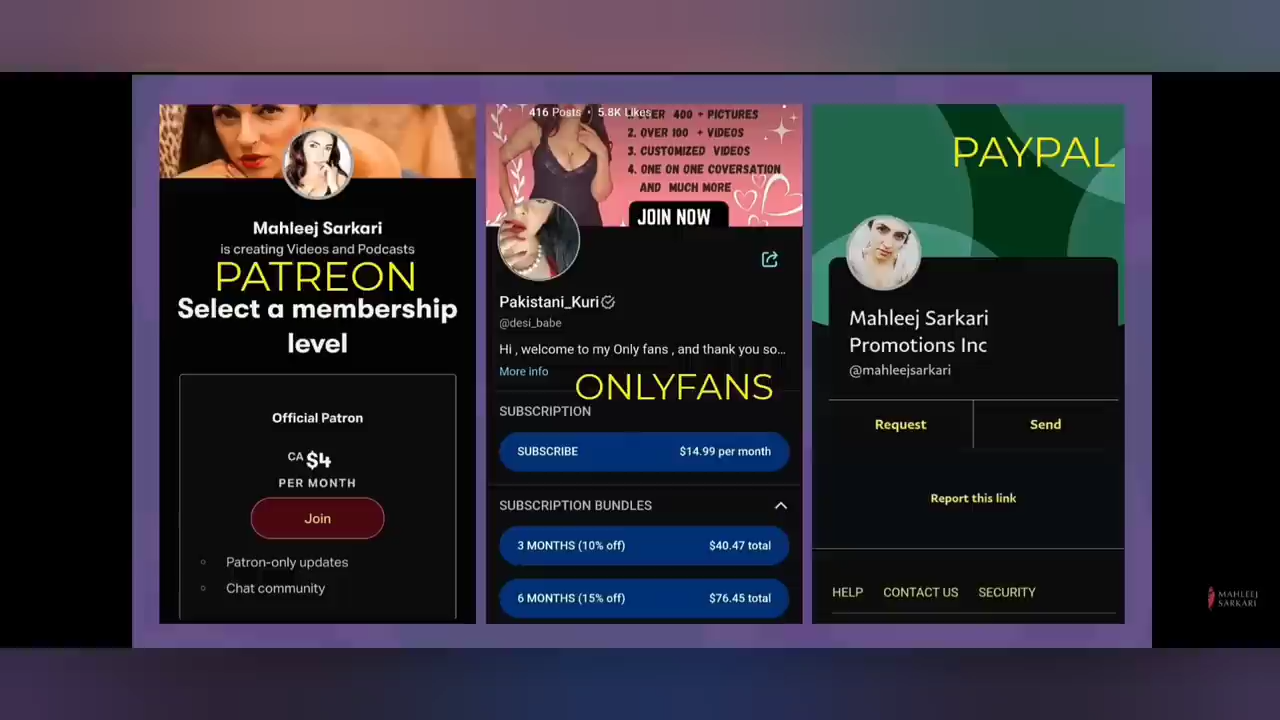 Mahleej Sarkari
is creating Videos and Podcasts
PATREON
Select a membership
level
Official Patron
CA $4
PER MONTH
Join
Patron-only updates
Chat community
416 Posts • 5.8K Likes
OVER 400 + PICTURES
2. OVER 100 + VIDEOS
3. CUSTOMIZED VIDEOS
4. ONE ON ONE COVERSATION
AND MUCH MORE
JOIN NOW
Pakistani_Kuri
@desi_babe
Hi , welcome to my Only fans , and thank you so...
More info
ONLYFANS
SUBSCRIPTION
SUBSCRIBE $14.99 per month
SUBSCRIPTION BUNDLES
3 MONTHS (10% off) $40.47 total
6 MONTHS (15% off) $76.45 total
PAYPAL
Mahleej Sarkari
Promotions Inc
@mahleejsarkari
Request Send
Report this link
HELP CONTACT US SECURITY
MAHLEEJ
SARKARI